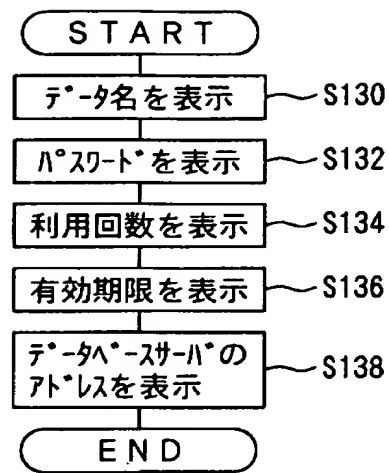 START
ﾃﾞｰﾀ名を表示 S130
ﾊﾟｽﾜｰﾄﾞを表示 S132
利用回数を表示 S134
有効期限を表示 S136
ﾃﾞｰﾀﾍﾞｰｽｻｰﾊﾞの
ｱﾄﾞﾚｽを表示 S138
END